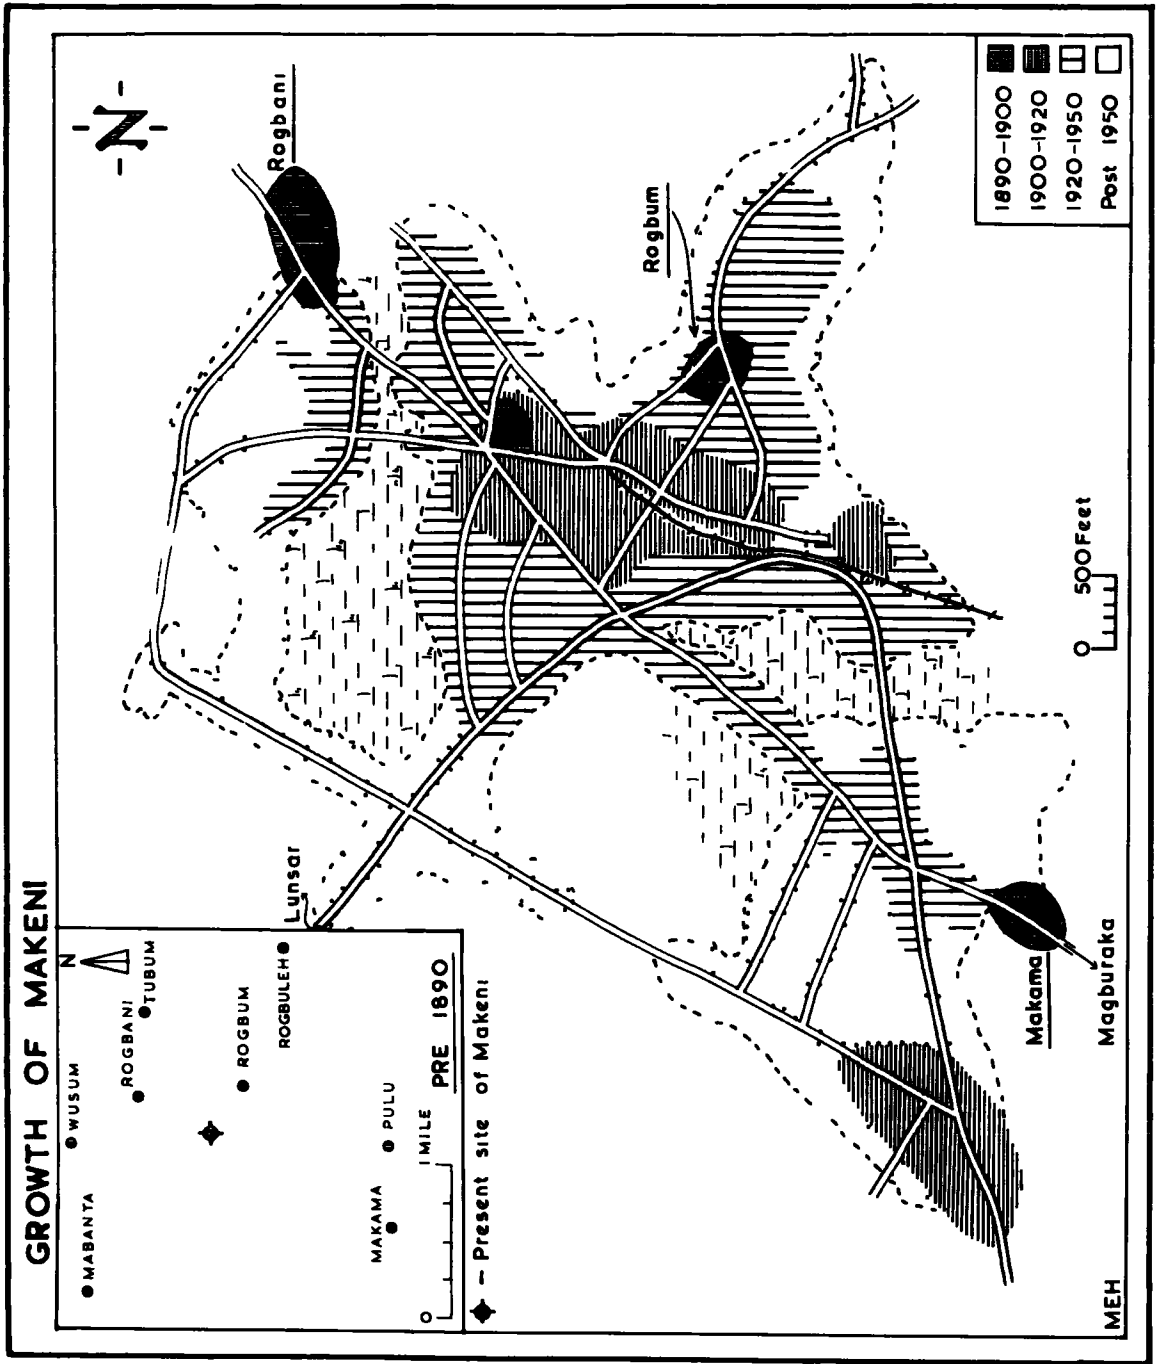 GROWTH OF MAKENI
N
MABANTA
WUSUM
ROGBANI
TUBUM
ROGBUM
ROGBULEH
MAKAMA
PULU
0 1 MILE
PRE 1890
– Present site of Makeni
Lunsar
N
Rogbani
Rogbum
Makama
Magburaka
0 500 Feet
1890–1900
1900–1920
1920–1950
Post 1950
MEH